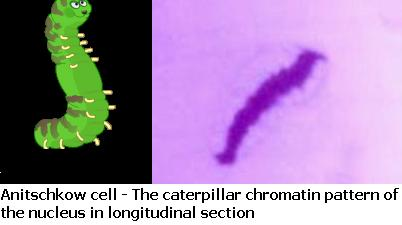 Anitschkow cell - The caterpillar chromatin pattern of
the nucleus in longitudinal section